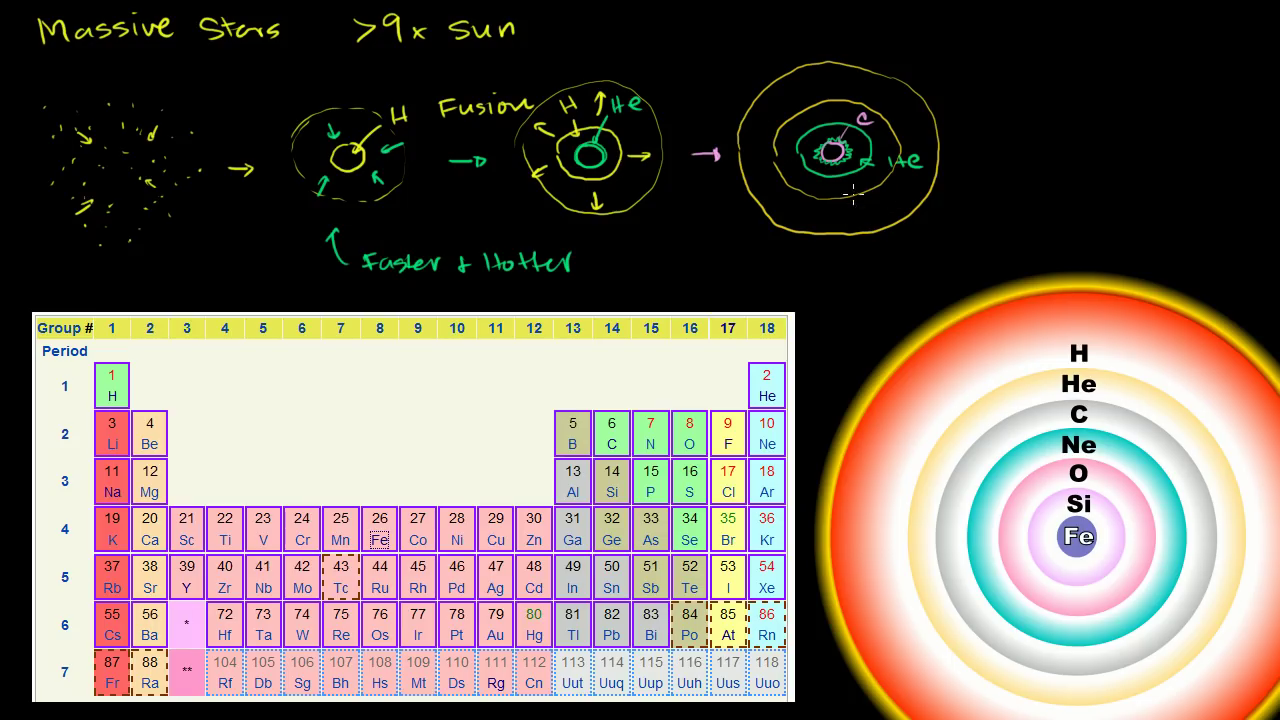 Massive Stars >9x Sun
H Fusion H He C He
Faster + Hotter
Group # 1 2 3 4 5 6 7 8 9 10 11 12 13 14 15 16 17 18
Period
1 1 2
H He
2 3 4 5 6 7 8 9 10
Li Be B C N O F Ne
3 11 12 13 14 15 16 17 18
Na Mg Al Si P S Cl Ar
4 19 20 21 22 23 24 25 26 27 28 29 30 31 32 33 34 35 36
K Ca Sc Ti V Cr Mn Fe Co Ni Cu Zn Ga Ge As Se Br Kr
5 37 38 39 40 41 42 43 44 45 46 47 48 49 50 51 52 53 54
Rb Sr Y Zr Nb Mo Tc Ru Rh Pd Ag Cd In Sn Sb Te I Xe
6 55 56 * 72 73 74 75 76 77 78 79 80 81 82 83 84 85 86
Cs Ba Hf Ta W Re Os Ir Pt Au Hg Tl Pb Bi Po At Rn
7 87 88 ** 104 105 106 107 108 109 110 111 112 113 114 115 116 117 118
Fr Ra Rf Db Sg Bh Hs Mt Ds Rg Cn Uut Uuq Uup Uuh Uus Uuo
H
He
C
Ne
O
Si
Fe